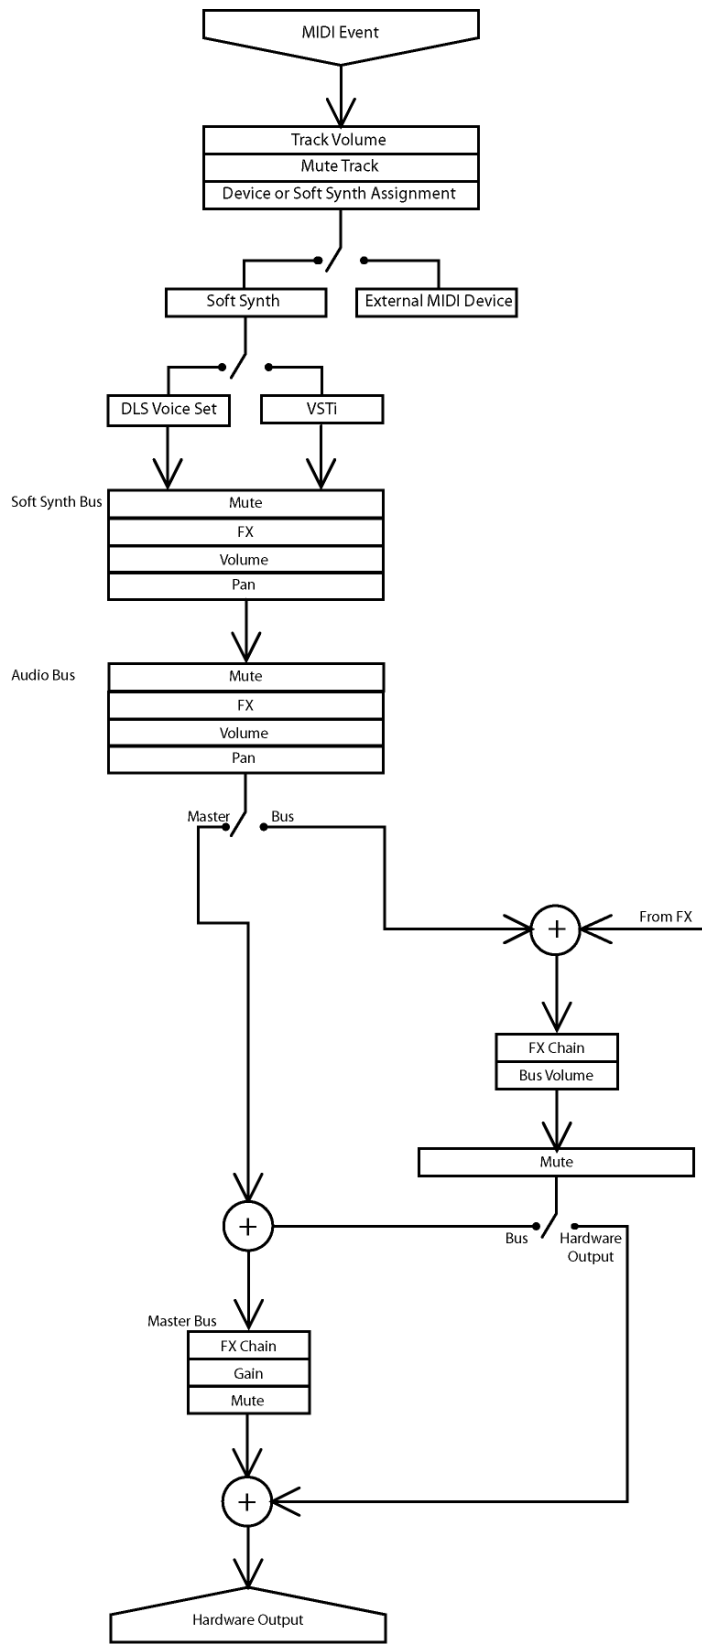 MIDI Event
Track Volume
Mute Track
Device or Soft Synth Assignment
Soft Synth
External MIDI Device
DLS Voice Set
VSTi
Soft Synth Bus
Mute
FX
Volume
Pan
Audio Bus
Mute
FX
Volume
Pan
Master
Bus
From FX
+
FX Chain
Bus Volume
Mute
+
Bus
Hardware
Output
Master Bus
FX Chain
Gain
Mute
+
Hardware Output